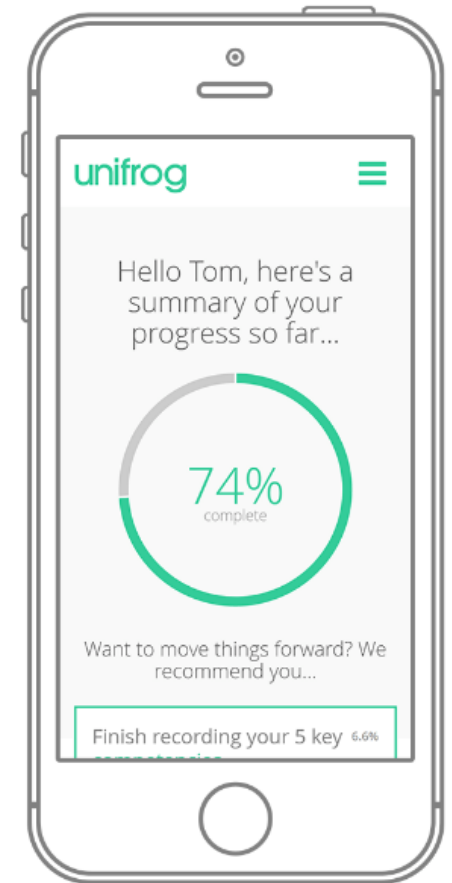 unifrog
Hello Tom, here's a
summary of your
progress so far...
74%
complete
Want to move things forward? We
recommend you...
Finish recording your 5 key 6.6%